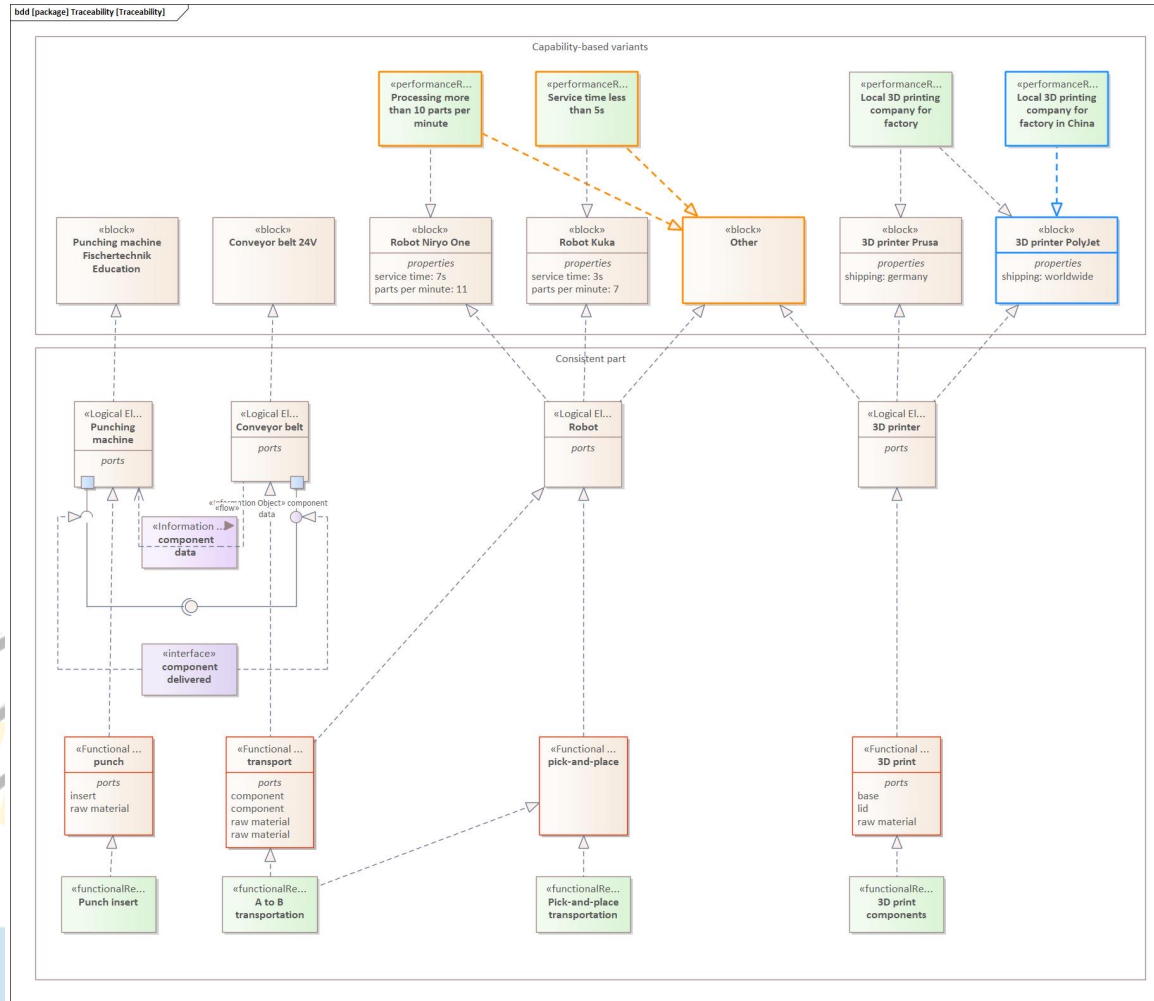 bdd [package] Traceability [Traceability]
Capability-based variants
«performanceR...
Processing more
than 10 parts per
minute
«performanceR...
Service time less
than 5s
«performanceR...
Local 3D printing
company for
factory
«performanceR...
Local 3D printing
company for
factory in China
«block»
Punching machine
Fischertechnik
Education
«block»
Conveyor belt 24V
«block»
Robot Niryo One
properties
service time: 7s
parts per minute: 11
«block»
Robot Kuka
properties
service time: 3s
parts per minute: 7
«block»
Other
«block»
3D printer Prusa
properties
shipping: germany
«block»
3D printer PolyJet
properties
shipping: worldwide
Consistent part
«Logical El...
Punching
machine
ports
«Logical El...
Conveyor belt
ports
«Logical El...
Robot
ports
«Logical El...
3D printer
ports
«Information Object» component
data
«flow»
«Information ...
component
data
«interface»
component
delivered
«Functional ...
punch
ports
insert
raw material
«Functional ...
transport
ports
component
component
raw material
raw material
«Functional ...
pick-and-place
«Functional ...
3D print
ports
base
lid
raw material
«functionalRe...
Punch insert
«functionalRe...
A to B
transportation
«functionalRe...
Pick-and-place
transportation
«functionalRe...
3D print
components